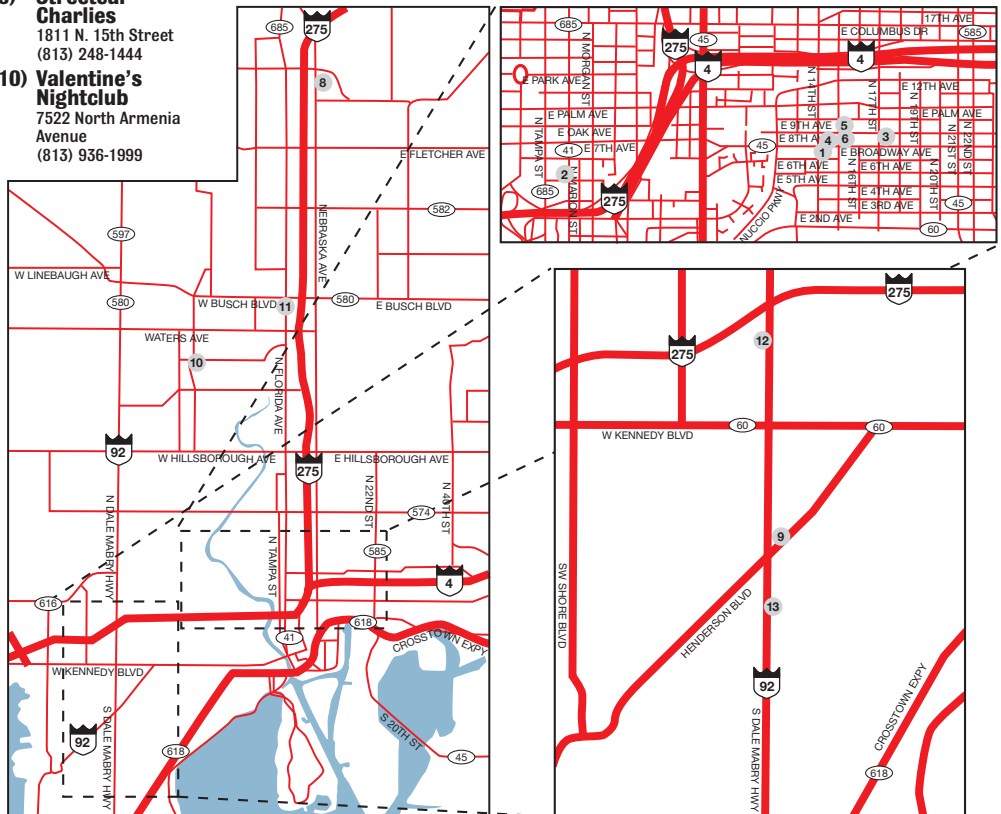 Charlies
1811 N. 15th Street
(813) 248-1444
10) Valentine's
Nightclub
7522 North Armenia
Avenue
(813) 936-1999
685
275
8
E FLETCHER AVE
582
NEBRASKA AVE
597
W LINEBAUGH AVE
580
W BUSCH BLVD
11
580
E BUSCH BLVD
WATERS AVE
10
N FLORIDA AVE
92
W HILLSBOROUGH AVE
275
E HILLSBOROUGH AVE
N DALE MABRY HWY
N 22ND ST
N 40TH ST
574
N TAMPA ST
585
4
616
618
41
CROSSTOWN EXPY
W KENNEDY BLVD
92
S DALE MABRY HWY
618
S 20TH ST
45
685
N MORGAN ST
275
45
4
4
17TH AVE
E COLUMBUS DR
585
E PARK AVE
N 14TH ST
N 17TH ST
E 12TH AVE
N 19TH ST
E PALM AVE
E PALM AVE
N TAMPA ST
E OAK AVE
E 9TH AVE
5
N 21ST ST
N 22ND ST
41
E 7TH AVE
45
E 8TH AVE
4
6
3
1
E BROADWAY AVE
2
N MARION ST
E 6TH AVE
N 16TH ST
E 6TH AVE
N 20TH ST
E 5TH AVE
685
275
E 4TH AVE
E 3RD AVE
45
NUCCIO PKWY
E 2ND AVE
60
275
12
275
W KENNEDY BLVD
60
60
9
SW SHORE BLVD
HENDERSON BLVD
13
92
S DALE MABRY HWY
CROSSTOWN EXPY
618